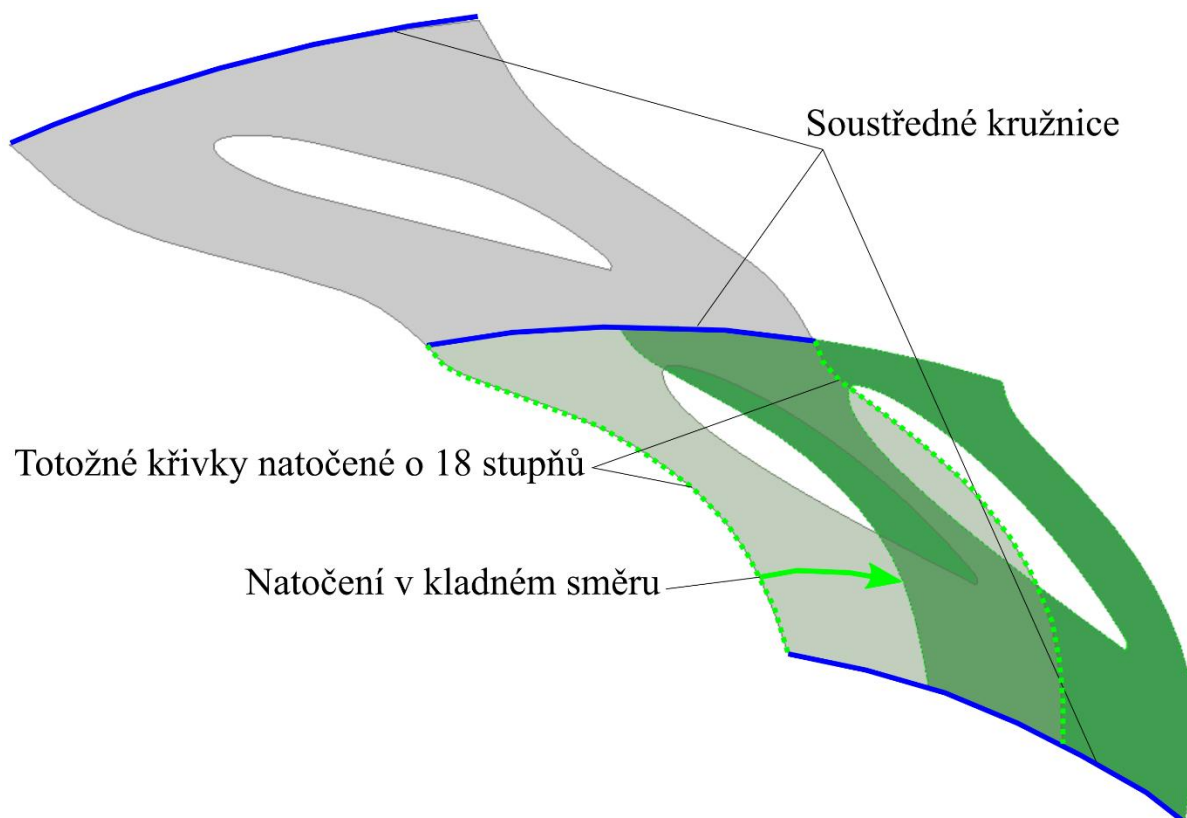 Soustředné kružnice
Totožné křivky natočené o 18 stupňů
Natočení v kladném směru